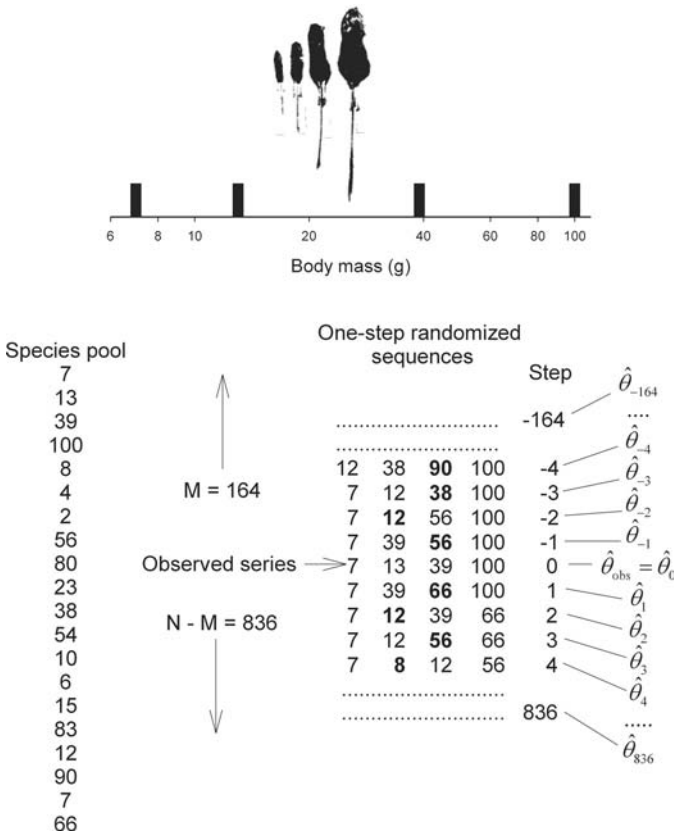 6 8 10 20 40 60 80 100
Body mass (g)
Species pool
7
13
39
100
8
4
2
56
80
23
38
54
10
6
15
83
12
90
7
66
M = 164
Observed series
N - M = 836
One-step randomized
sequences
Step
............................ -164 θ̂₋₁₆₄
............................ ....
12 38 90 100 -4 θ̂₋₄
7 12 38 100 -3 θ̂₋₃
7 12 56 100 -2 θ̂₋₂
7 39 56 100 -1 θ̂₋₁
7 13 39 100 0 θ̂obs = θ̂₀
7 39 66 100 1 θ̂₁
7 12 39 66 2 θ̂₂
7 12 56 66 3 θ̂₃
7 8 12 56 4 θ̂₄
............................
............................ 836 .....
θ̂₈₃₆